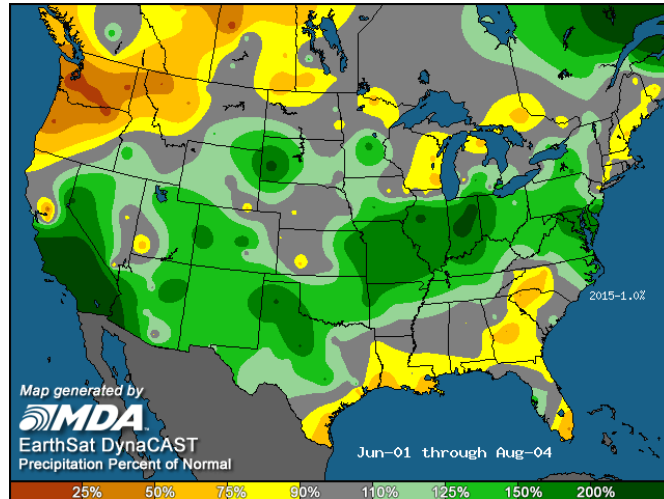 2015-1.0%
Map generated by
MDA
EarthSat DynaCAST
Precipitation Percent of Normal
Jun-01 through Aug-04
25% 50% 75% 90% 110% 125% 150% 200%